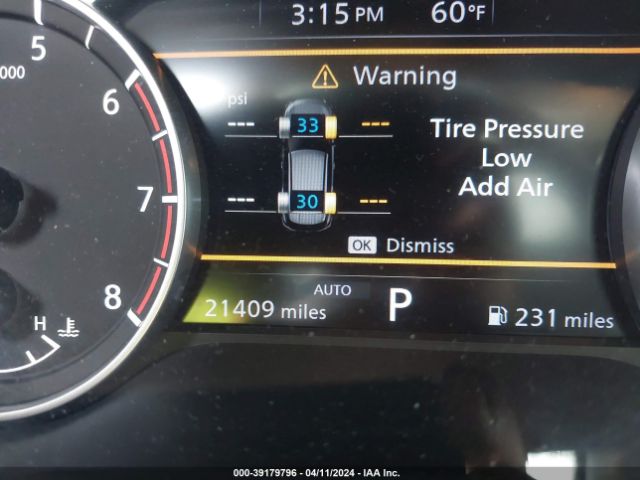 3:15 PM 60°F
5
000
6
7
8
H
Warning
psi
--- 33 ---
--- 30 ---
Tire Pressure
Low
Add Air
OK Dismiss
AUTO
21409 miles P 231 miles
000-39179796 - 04/11/2024 - IAA Inc.